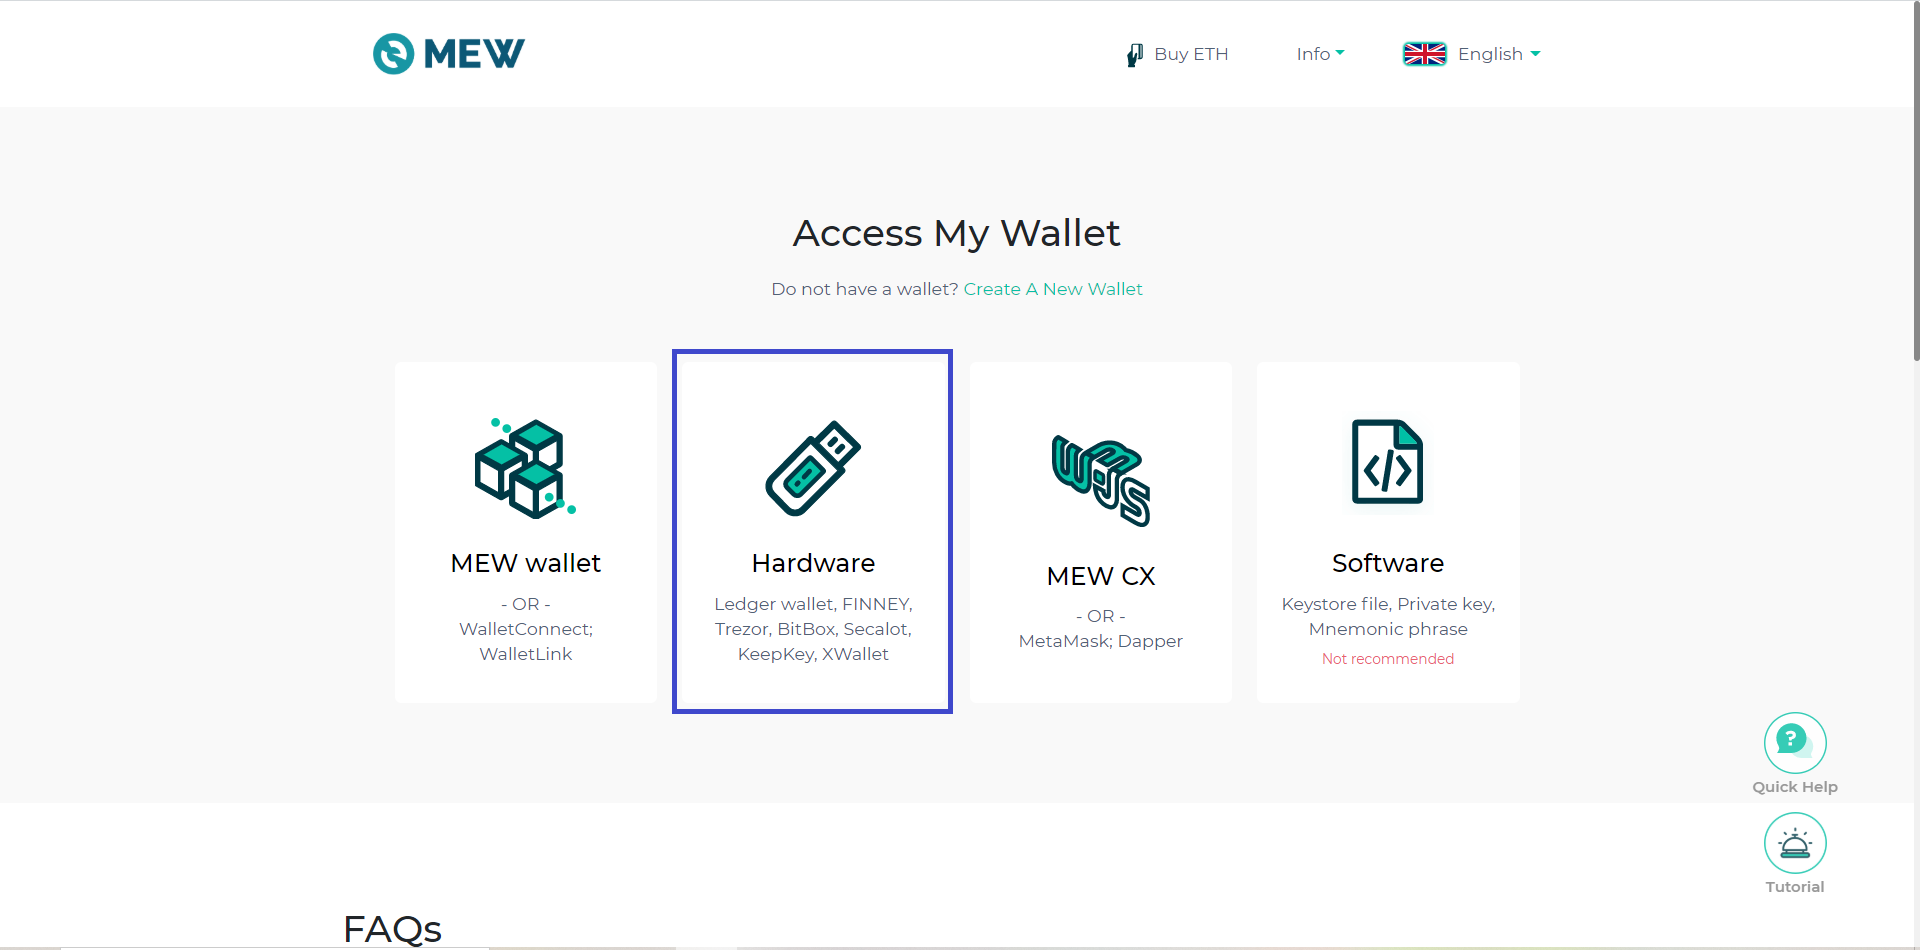 MEW
Buy ETH
Info
English
Access My Wallet
Do not have a wallet? Create A New Wallet
MEW wallet
- OR -
WalletConnect;
WalletLink
Hardware
Ledger wallet, FINNEY,
Trezor, BitBox, Secalot,
KeepKey, XWallet
MEW CX
- OR -
MetaMask; Dapper
Software
Keystore file, Private key,
Mnemonic phrase
Not recommended
?
Quick Help
Tutorial
FAQs